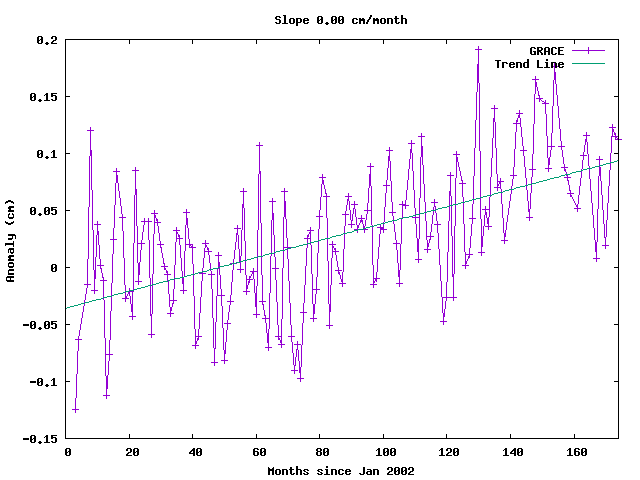 Slope 0.00 cm/month
0.2
GRACE
Trend Line
0.15
0.1
0.05
Anomaly (cm)
0
-0.05
-0.1
-0.15
0 20 40 60 80 100 120 140 160
Months since Jan 2002